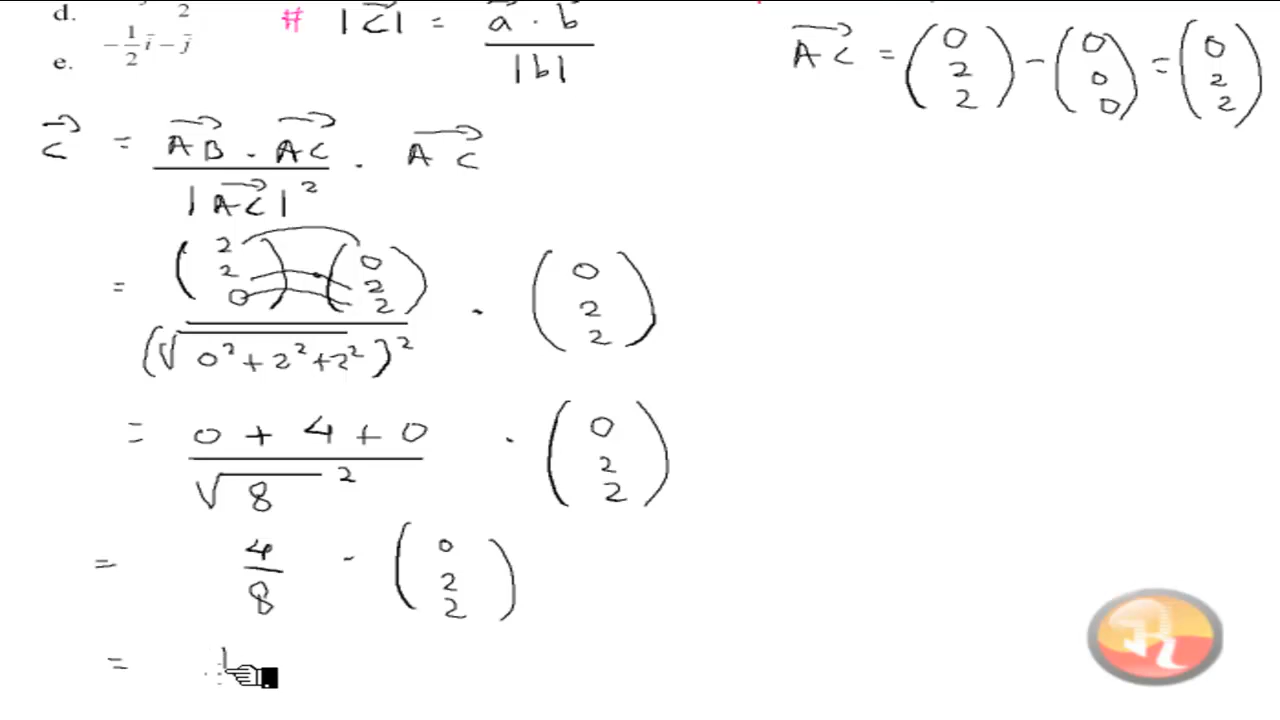 d. 2
e. -1/2 i̅ - j̅
# |C⃗| = a⃗ · b⃗ / |b|
AC⃗ = (0 2 2) - (0 0 0) = (0 2 2)
C⃗ = AB⃗ · AC⃗ / |AC⃗|² · AC⃗
= (2 2 0) (0 2 2) / (√0² + 2² + 2²)² · (0 2 2)
= 0 + 4 + 0 / √8² · (0 2 2)
= 4/8 · (0 2 2)
=